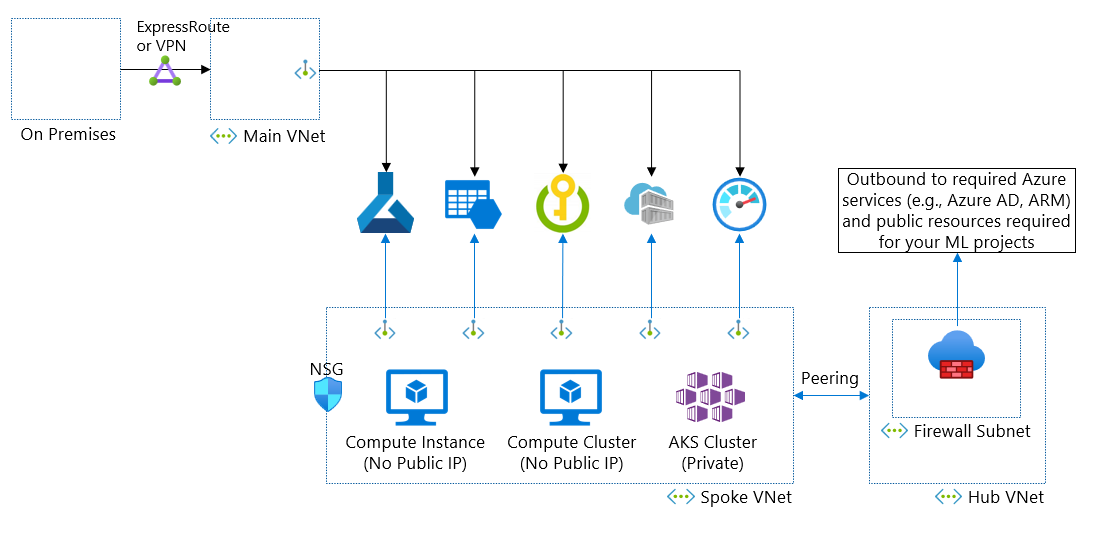 ExpressRoute
or VPN
On Premises
Main VNet
Outbound to required Azure
services (e.g., Azure AD, ARM)
and public resources required
for your ML projects
NSG
Compute Instance
(No Public IP)
Compute Cluster
(No Public IP)
AKS Cluster
(Private)
Peering
Firewall Subnet
Spoke VNet
Hub VNet